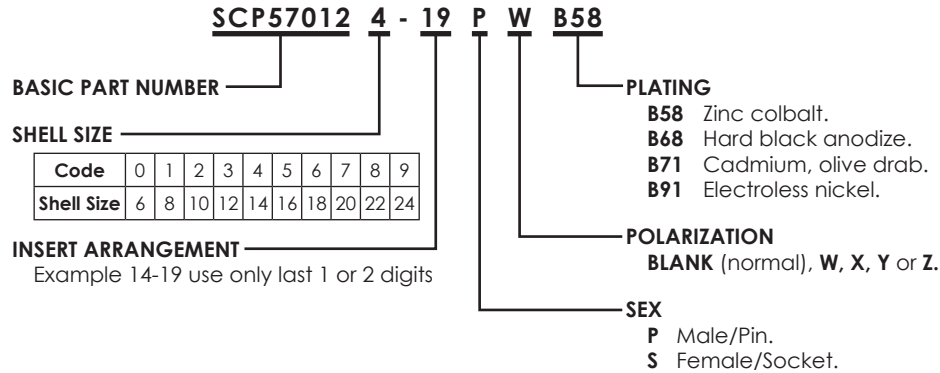 SCP57012 4 - 19 P W B58
BASIC PART NUMBER
SHELL SIZE
Code 0 1 2 3 4 5 6 7 8 9
Shell Size 6 8 10 12 14 16 18 20 22 24
INSERT ARRANGEMENT
Example 14-19 use only last 1 or 2 digits
PLATING
B58 Zinc colbalt.
B68 Hard black anodize.
B71 Cadmium, olive drab.
B91 Electroless nickel.
POLARIZATION
BLANK (normal), W, X, Y or Z.
SEX
P Male/Pin.
S Female/Socket.